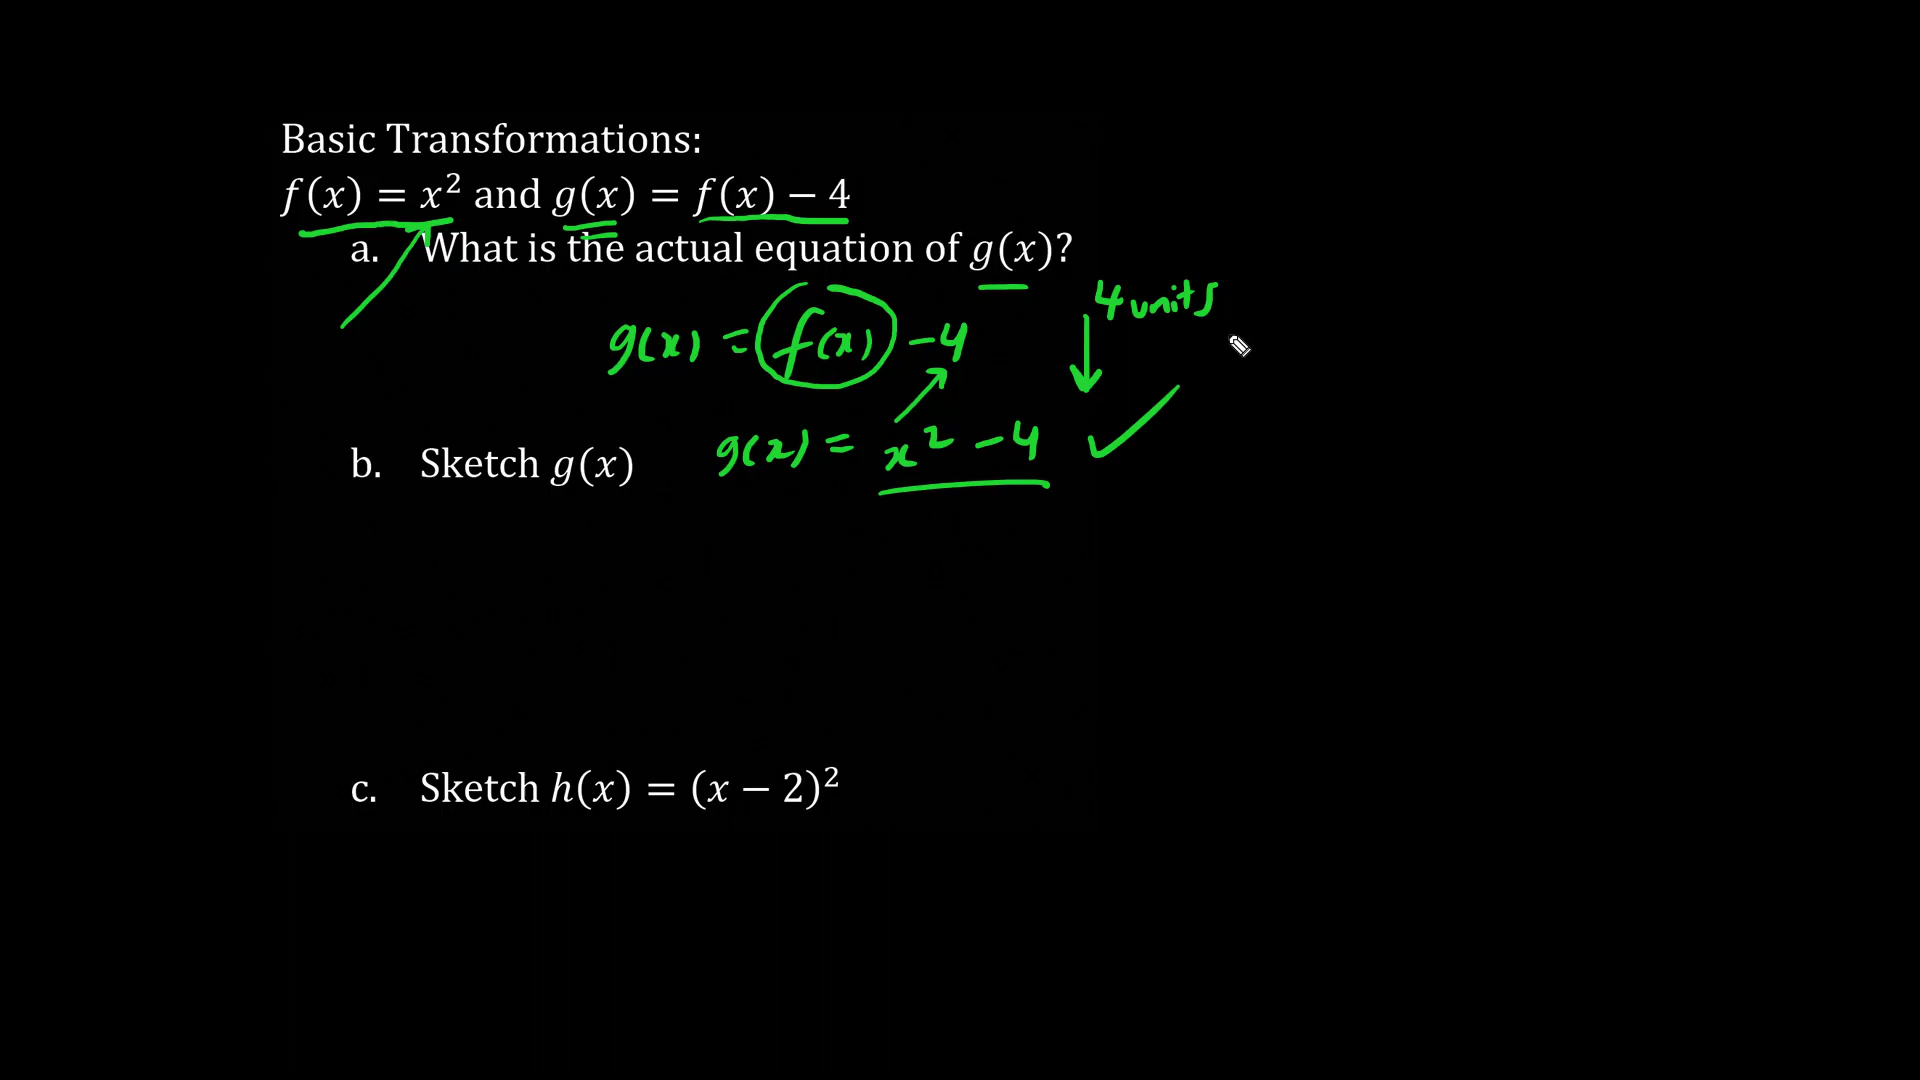 Basic Transformations:
f(x) = x² and g(x) = f(x) − 4
a. What is the actual equation of g(x)?
4 units
g(x) = f(x) − 4
g(x) = x² − 4
b. Sketch g(x)
c. Sketch h(x) = (x − 2)²